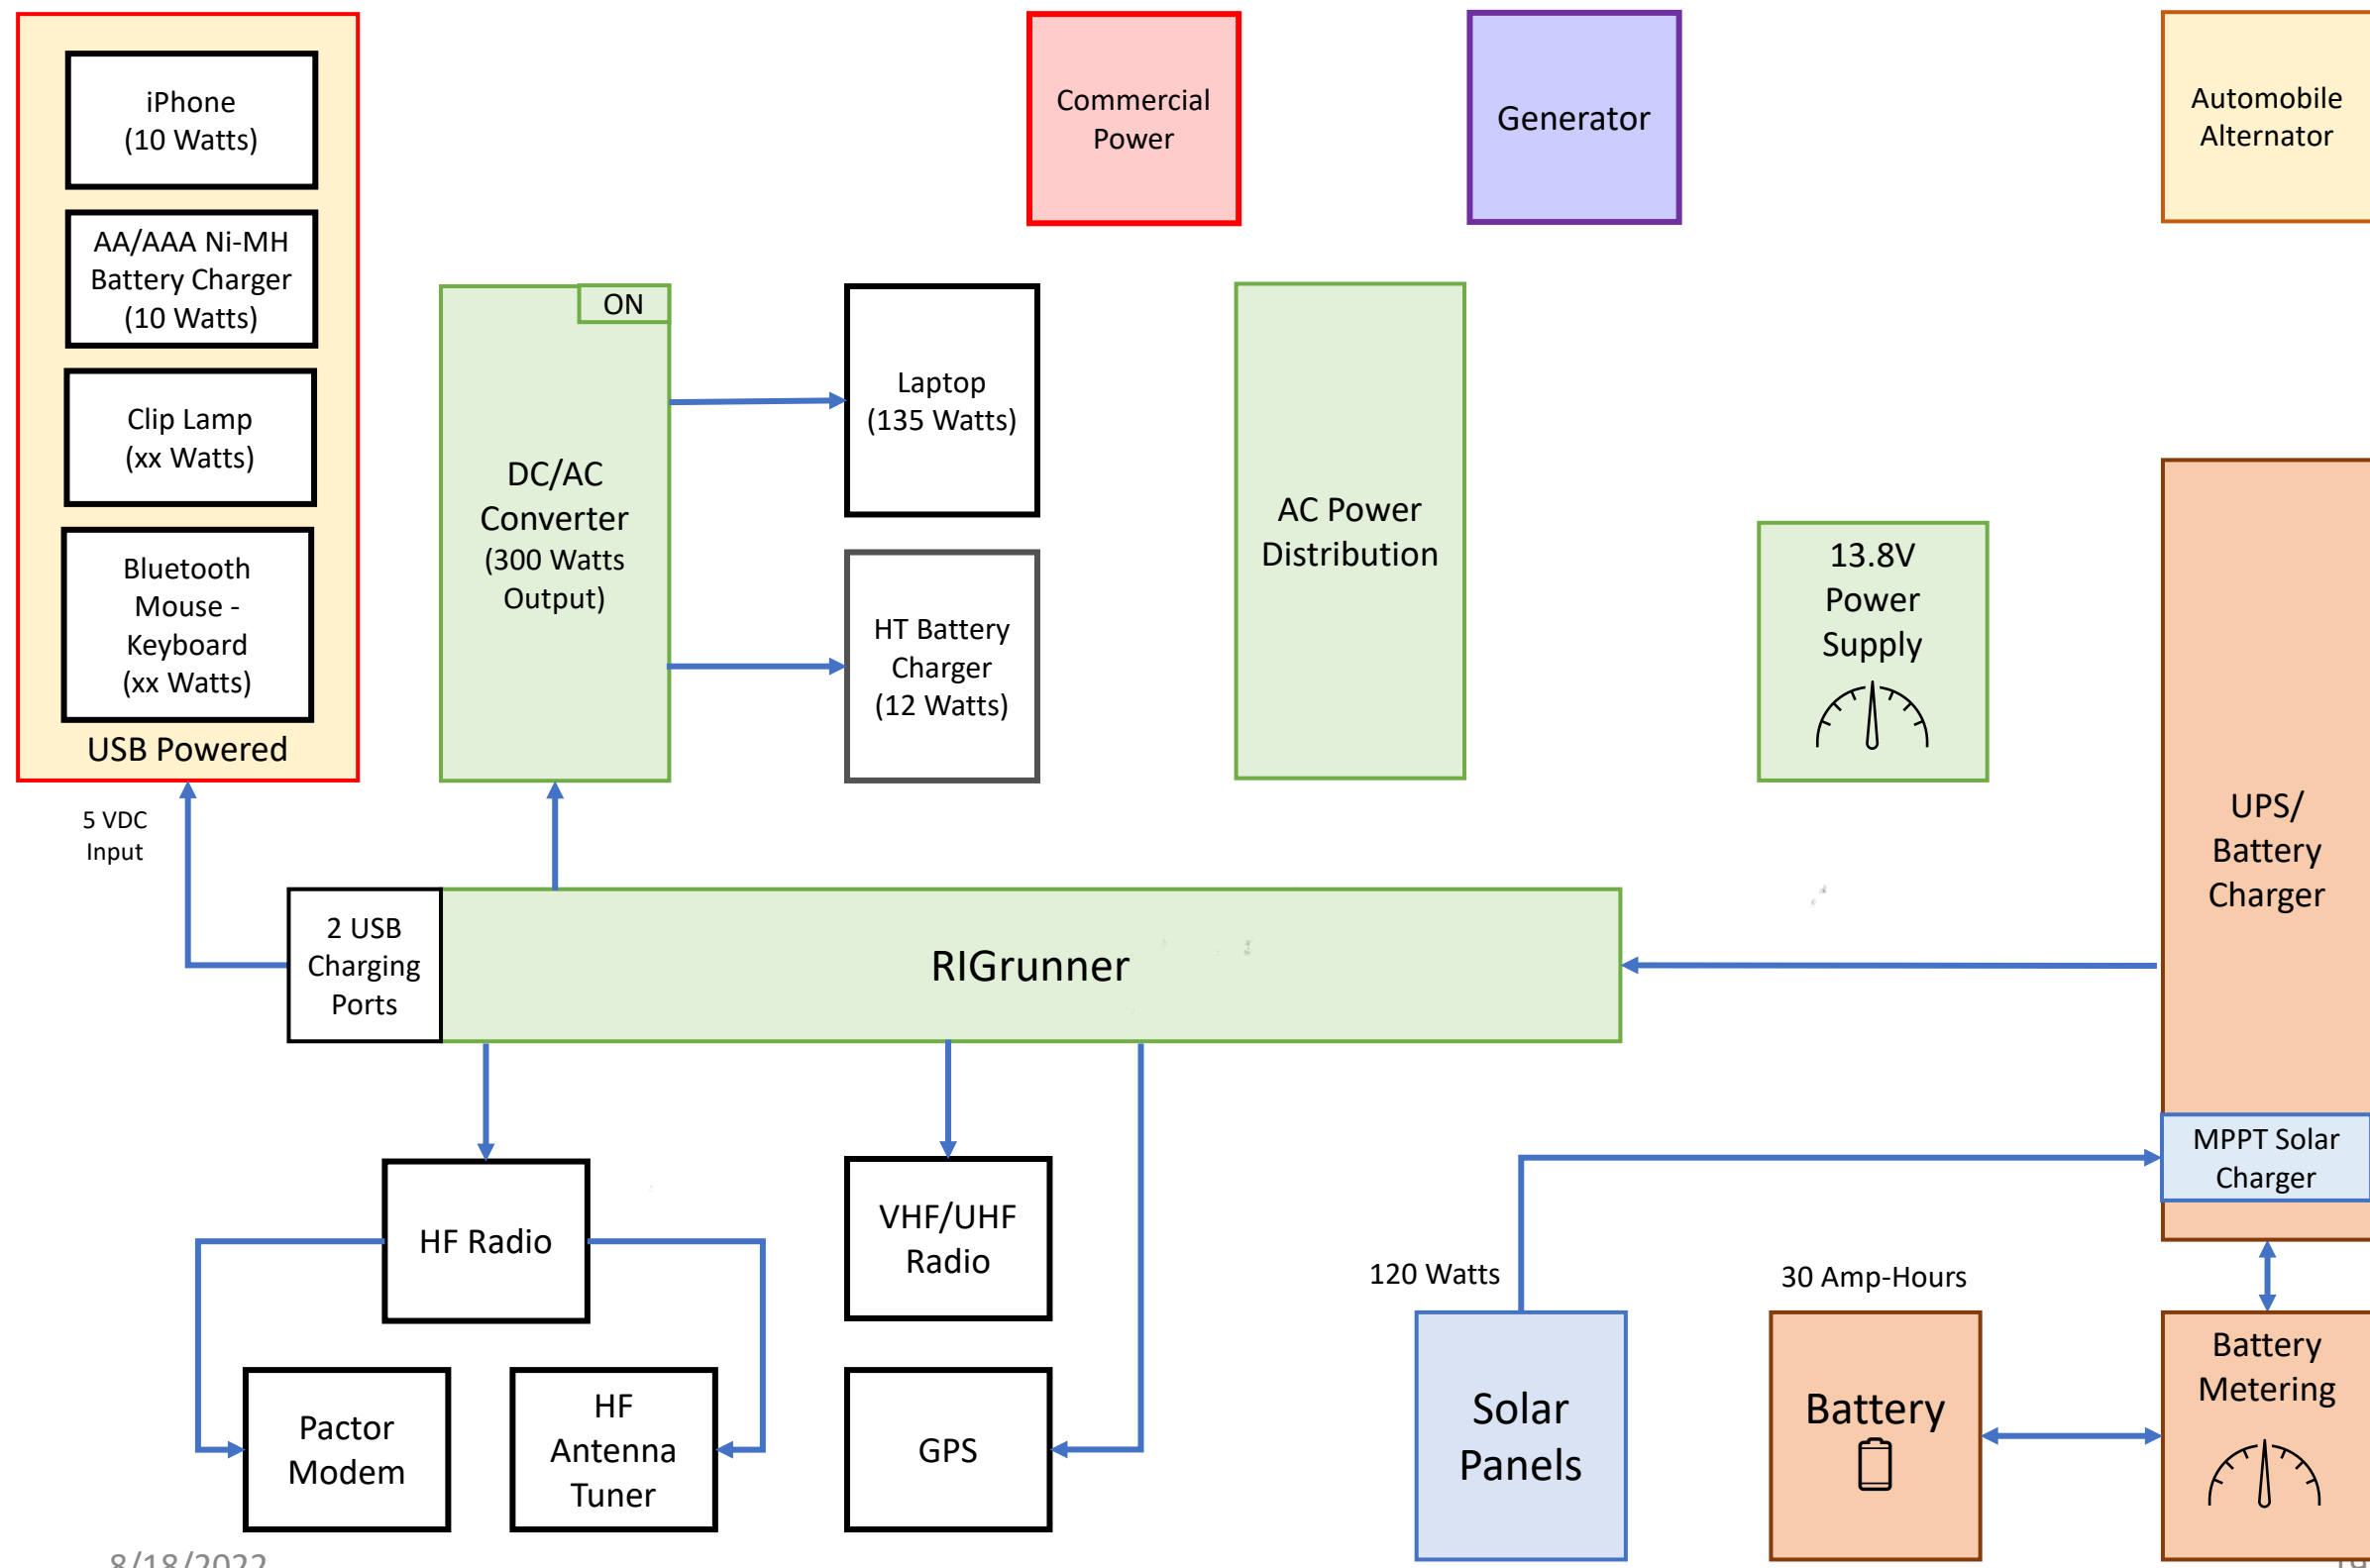 iPhone
(10 Watts)
AA/AAA Ni-MH
Battery Charger
(10 Watts)
Clip Lamp
(xx Watts)
Bluetooth
Mouse -
Keyboard
(xx Watts)
USB Powered
5 VDC
Input
ON
DC/AC
Converter
(300 Watts
Output)
Laptop
(135 Watts)
HT Battery
Charger
(12 Watts)
Commercial
Power
Generator
Automobile
Alternator
AC Power
Distribution
13.8V
Power
Supply
UPS/
Battery
Charger
2 USB
Charging
Ports
RIGrunner
MPPT Solar
Charger
HF Radio
VHF/UHF
Radio
120 Watts
30 Amp-Hours
Pactor
Modem
HF
Antenna
Tuner
GPS
Solar
Panels
Battery
Battery
Metering
8/18/2022